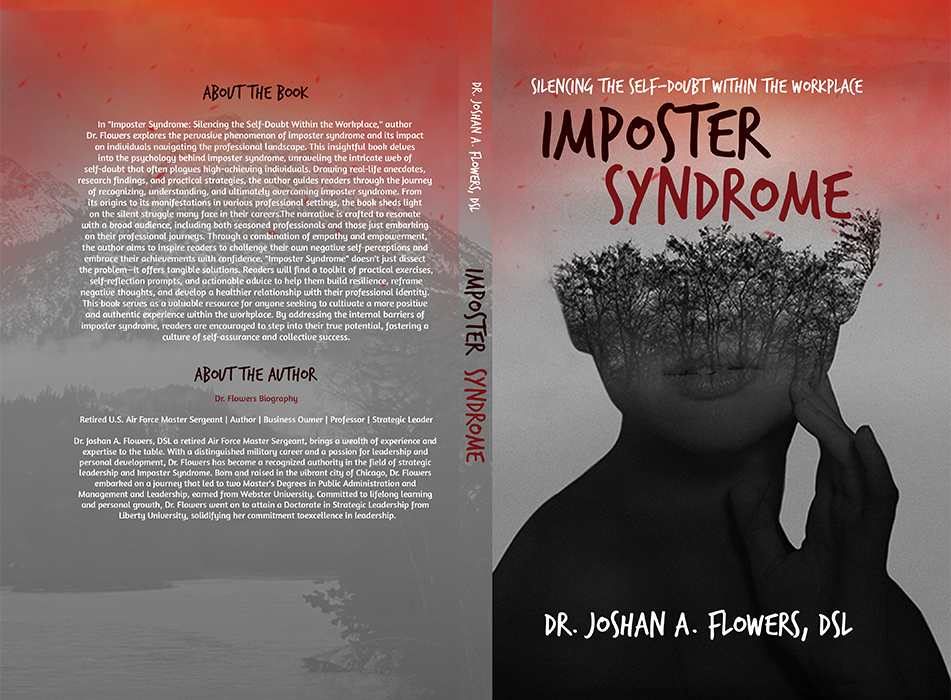 ABOUT THE BOOK
In "Imposter Syndrome: Silencing the Self-Doubt Within the Workplace," author
Dr. Flowers explores the pervasive phenomenon of imposter syndrome and its impact
on individuals navigating the professional landscape. This insightful book delves
into the psychology behind imposter syndrome, unraveling the intricate web of
self-doubt that often plagues high-achieving individuals. Drawing real-life anecdotes,
research findings, and practical strategies, the author guides readers through the journey
of recognizing, understanding, and ultimately overcoming imposter syndrome. From
its origins to its manifestations in various professional settings, the book sheds light
on the silent struggle many face in their careers.The narrative is crafted to resonate
with a broad audience, including both seasoned professionals and those just embarking
on their professional journeys. Through a combination of empathy and empowerment,
the author aims to inspire readers to challenge their own negative self-perceptions and
embrace their achievements with confidence. "Imposter Syndrome" doesn't just dissect
the problem—it offers tangible solutions. Readers will find a toolkit of practical exercises,
self-reflection prompts, and actionable advice to help them build resilience, reframe
negative thoughts, and develop a healthier relationship with their professional identity.
This book serves as a valuable resource for anyone seeking to cultivate a more positive
and authentic experience within the workplace. By addressing the internal barriers of
imposter syndrome, readers are encouraged to step into their true potential, fostering a
culture of self-assurance and collective success.
ABOUT THE AUTHOR
Dr. Flowers Biography
Retired U.S. Air Force Master Sergeant | Author | Business Owner | Professor | Strategic Leader
Dr. Joshan A. Flowers, DSL a retired Air Force Master Sergeant, brings a wealth of experience and
expertise to the table. With a distinguished military career and a passion for leadership and
personal development, Dr. Flowers has become a recognized authority in the field of strategic
leadership and Imposter Syndrome. Born and raised in the vibrant city of Chicago, Dr. Flowers
embarked on a journey that led to two Master's Degrees in Public Administration and
Management and Leadership, earned from Webster University. Committed to lifelong learning
and personal growth, Dr. Flowers went on to attain a Doctorate in Strategic Leadership from
Liberty University, solidifying her commitment toexcellence in leadership.
DR. JOSHAN A. FLOWERS, DSL
IMPOSTER SYNDROME
SILENCING THE SELF-DOUBT WITHIN THE WORKPLACE
IMPOSTER
SYNDROME
DR. JOSHAN A. FLOWERS, DSL